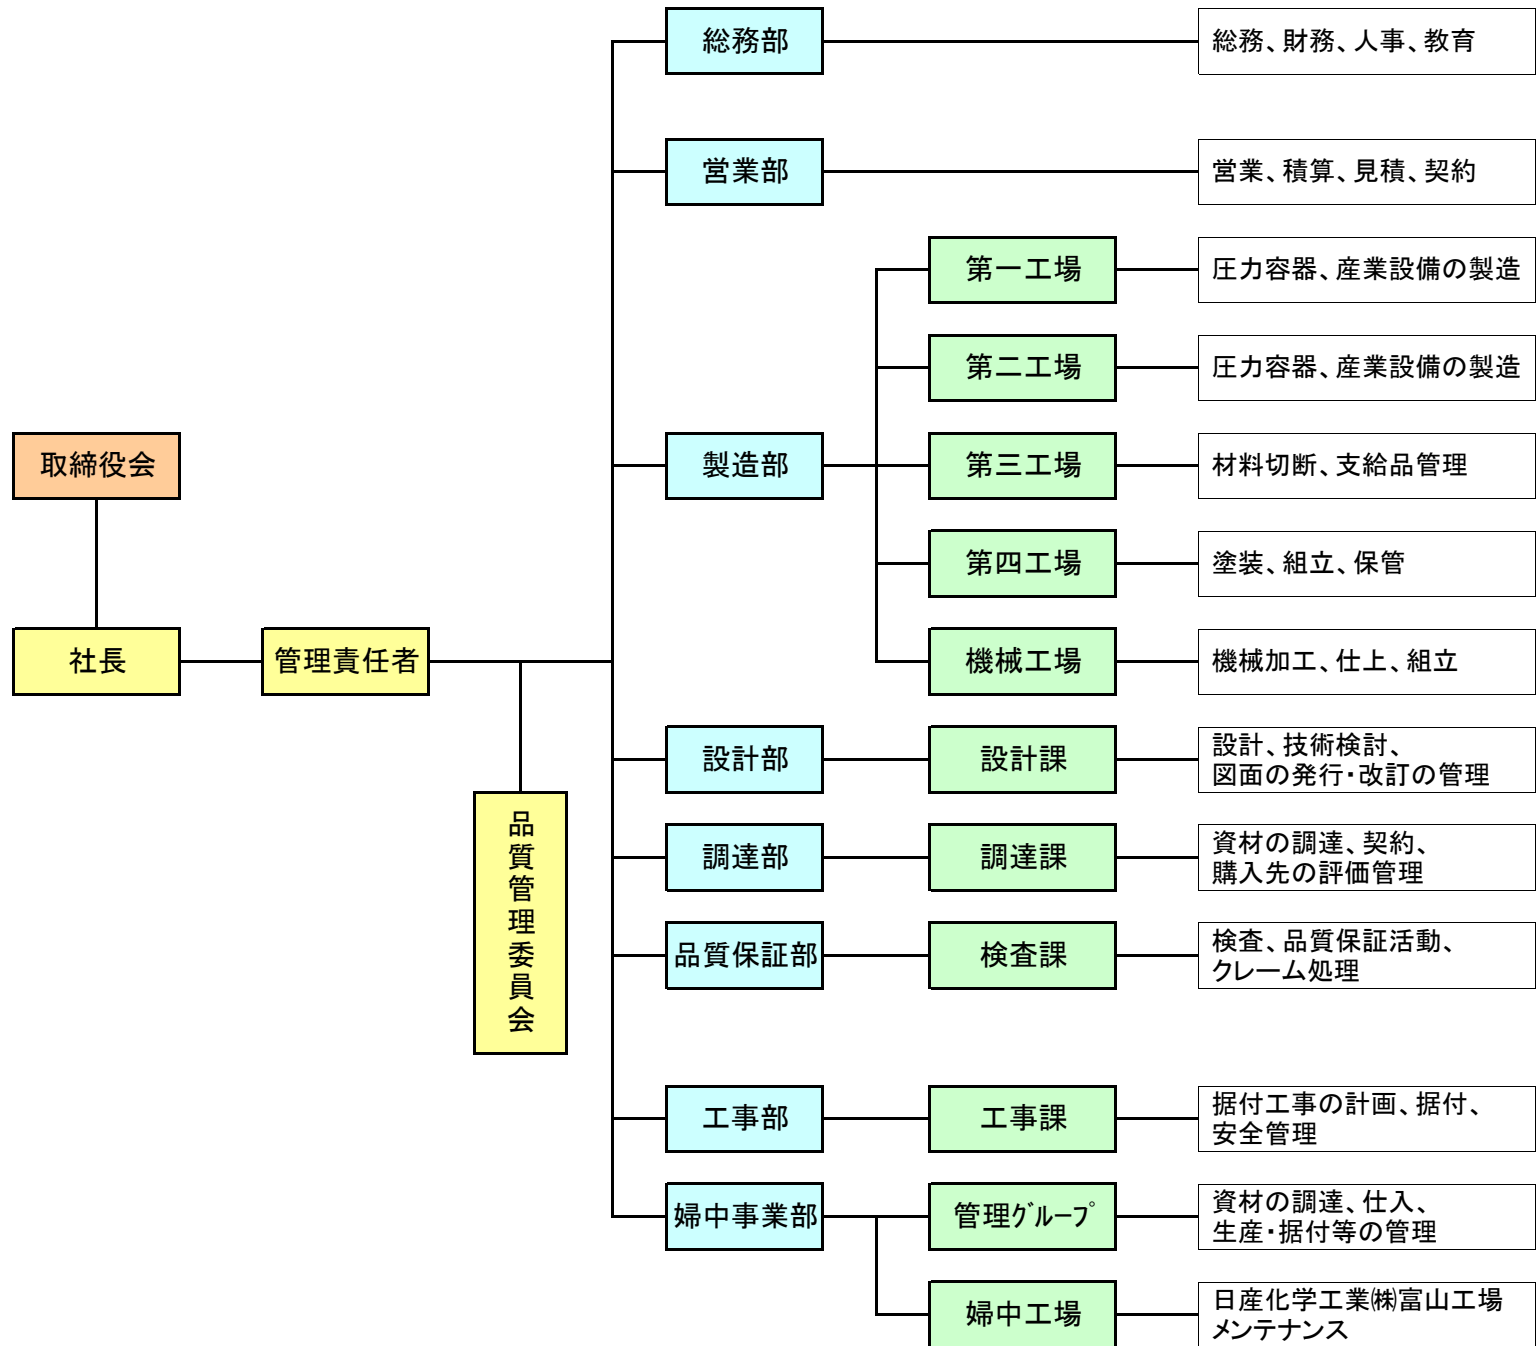 総務部
総務、財務、人事、教育
営業部
営業、積算、見積、契約
第一工場
圧力容器、産業設備の製造
第二工場
圧力容器、産業設備の製造
取締役会
製造部
第三工場
材料切断、支給品管理
第四工場
塗装、組立、保管
社長
管理責任者
機械工場
機械加工、仕上、組立
設計部
設計課
設計、技術検討、
図面の発行・改訂の管理
品質管理委員会
調達部
調達課
資材の調達、契約、
購入先の評価管理
品質保証部
検査課
検査、品質保証活動、
クレーム処理
工事部
工事課
据付工事の計画、据付、
安全管理
婦中事業部
管理ｸﾞﾙｰﾌﾟ
資材の調達、仕入、
生産・据付等の管理
婦中工場
日産化学工業㈱富山工場
メンテナンス